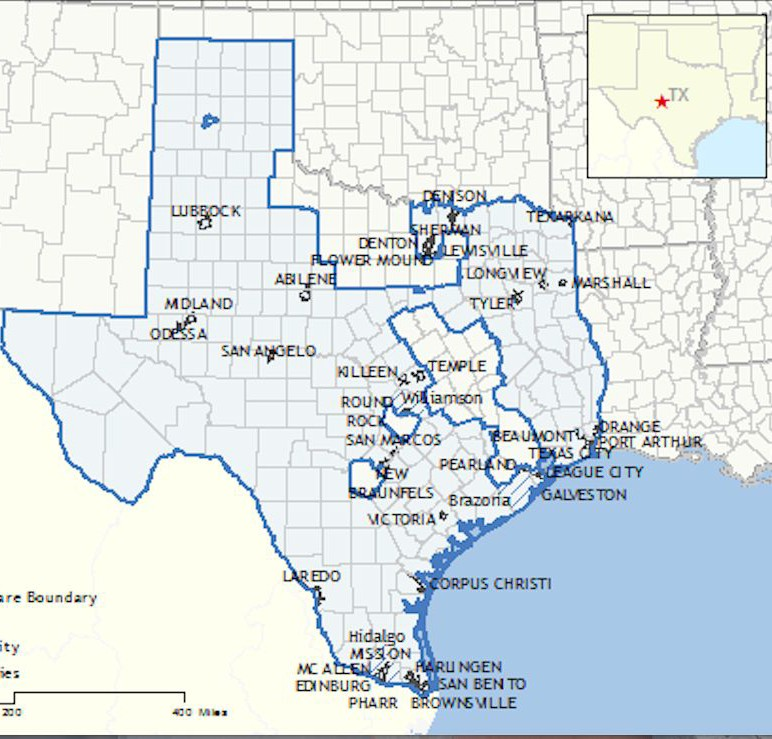 TX
DENISON
LUBBOCK
TEXARKANA
SHERMAN
DENTON
LEWISVILLE
FLOWER MOUND
LONGVIEW
ABILENE
MARSHALL
TYLER
MIDLAND
ODESSA
SAN ANGELO
KILLEEN
TEMPLE
Williamson
ROUND
ROCK
SAN MARCOS
BEAUMONT
ORANGE
PORT ARTHUR
TEXAS CITY
PEARLAND
LEAGUE CITY
NEW
BRAUNFELS
Brazoria
GALVESTON
VICTORIA
LAREDO
CORPUS CHRISTI
are Boundary
Hidalgo
MISSION
ity
MC ALLEN
HARLINGEN
ies
EDINBURG
SAN BENITO
PHARR
BROWNSVILLE
200
400 Miles